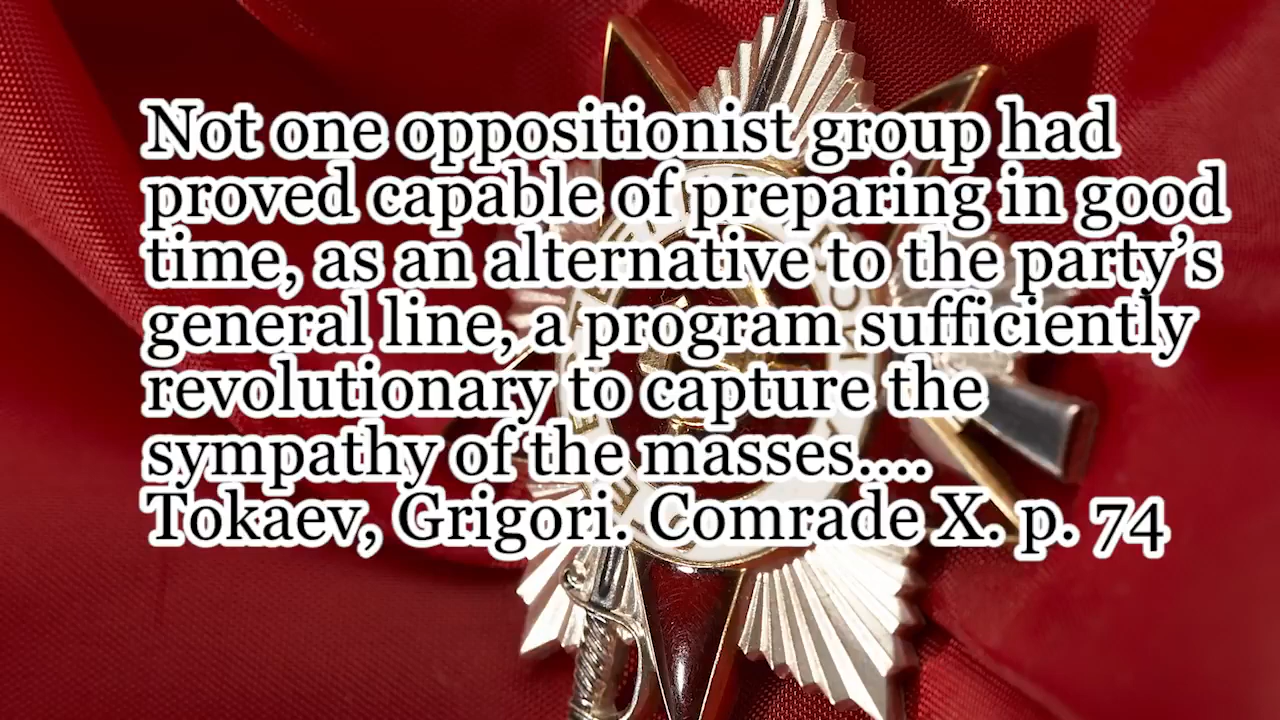 Not one oppositionist group had
proved capable of preparing in good
time, as an alternative to the party’s
general line, a program sufficiently
revolutionary to capture the
sympathy of the masses....
Tokaev, Grigori. Comrade X. p. 74